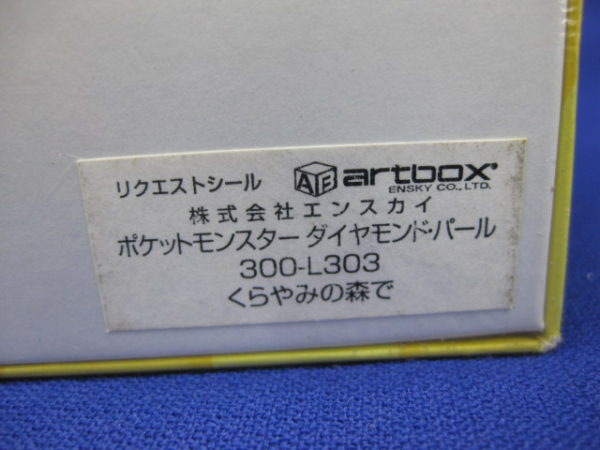 リクエストシール AB artbox
ENSKY CO., LTD.
株式会社エンスカイ
ポケットモンスター ダイヤモンド・パール
300-L303
くらやみの森で